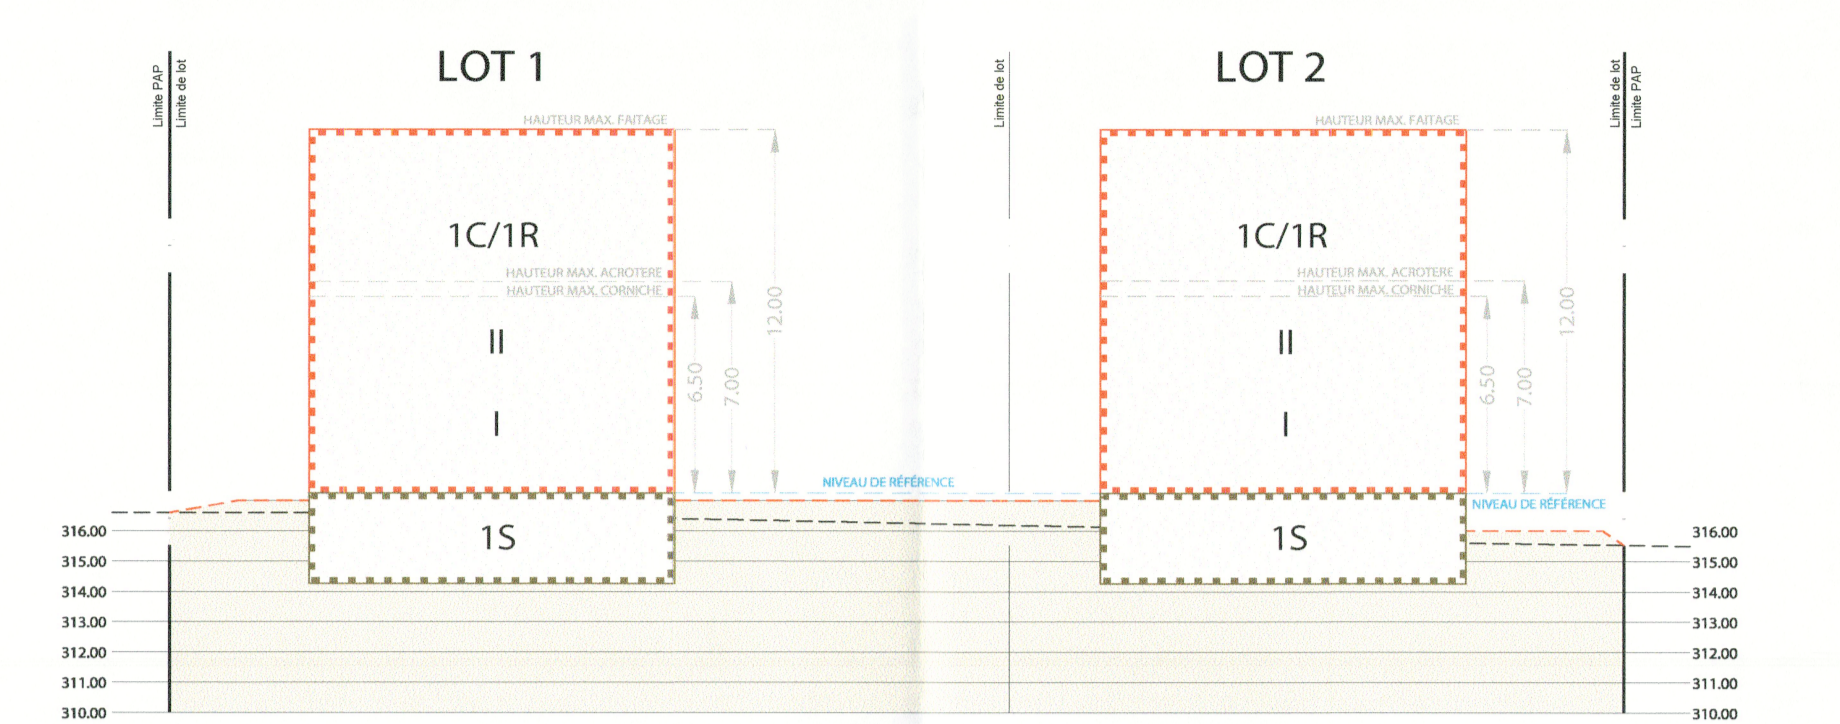 LOT 1
LOT 2
Limite PAP
Limite de lot
Limite de lot
Limite de lot
Limite PAP
HAUTEUR MAX. FAITAGE
HAUTEUR MAX. FAITAGE
1C/1R
1C/1R
HAUTEUR MAX. ACROTERE
HAUTEUR MAX. CORNICHE
HAUTEUR MAX. ACROTERE
HAUTEUR MAX. CORNICHE
12.00
12.00
II
II
6.50
7.00
6.50
7.00
I
I
NIVEAU DE RÉFÉRENCE
NIVEAU DE RÉFÉRENCE
1S
1S
316.00
315.00
314.00
313.00
312.00
311.00
310.00
316.00
315.00
314.00
313.00
312.00
311.00
310.00